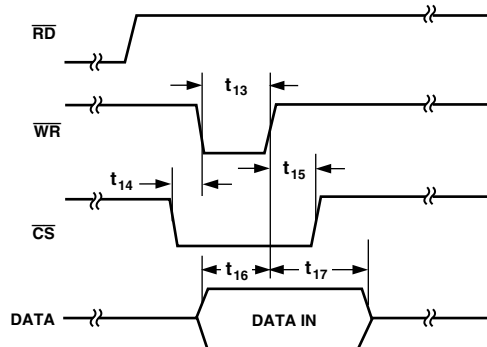 RD
t13
WR
t14
t15
CS
t16
t17
DATA
DATA IN